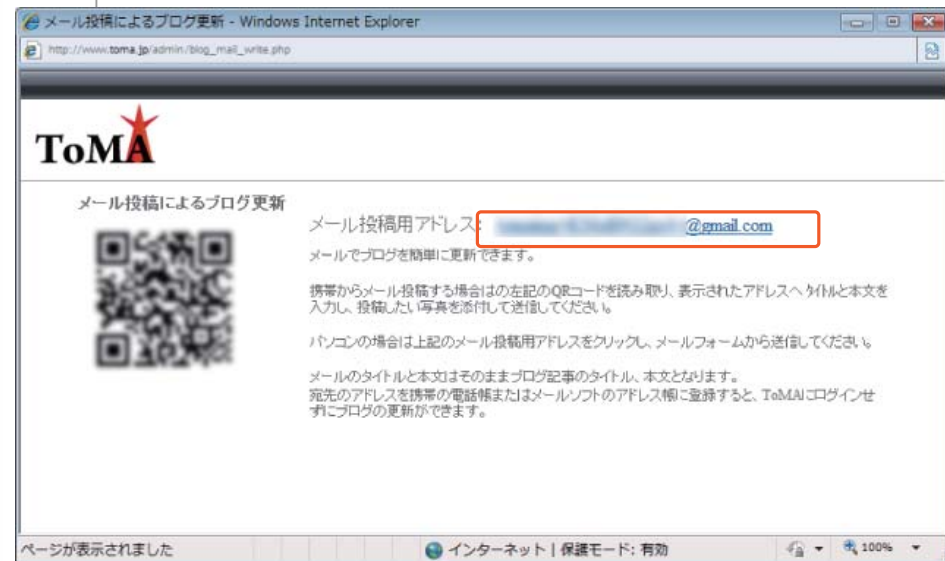 メール投稿によるブログ更新 - Windows Internet Explorer
http://www.toma.jp/admin/blog_mail_write.php
ToMA
メール投稿によるブログ更新
メール投稿用アドレス: @gmail.com
メールでブログを簡単に更新できます。
携帯からメール投稿する場合はの左記のQRコードを読み取り、表示されたアドレスへタイトルと本文を
入力し、投稿したい写真を添付して送信してください。
パソコンの場合は上記のメール投稿用アドレスをクリックし、メールフォームから送信してください。
メールのタイトルと本文はそのままブログ記事のタイトル、本文となります。
宛先のアドレスを携帯の電話帳またはメールソフトのアドレス帳に登録すると、ToMAにログインせ
ずにブログの更新ができます。
ページが表示されました
インターネット | 保護モード: 有効
100%